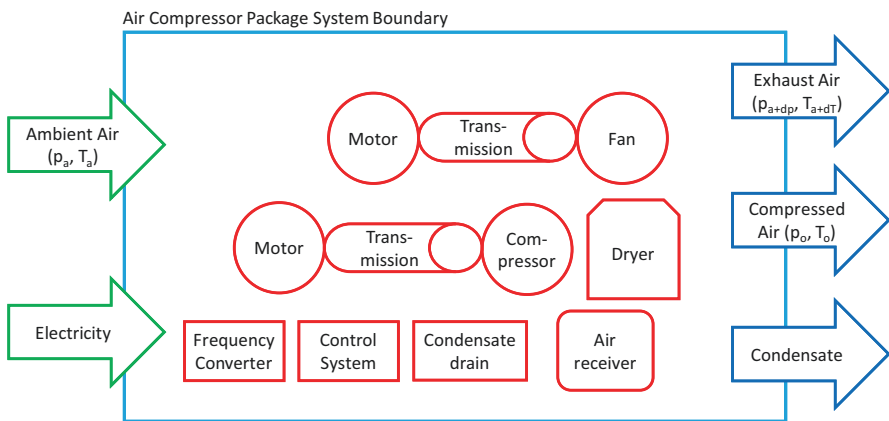 Air Compressor Package System Boundary
Ambient Air
(pₐ, Tₐ)
Electricity
Motor
Trans-
mission
Fan
Motor
Trans-
mission
Com-
pressor
Dryer
Frequency
Converter
Control
System
Condensate
drain
Air
receiver
Exhaust Air
(pₐ₊dp, Tₐ₊dT)
Compressed
Air (pₒ, Tₒ)
Condensate